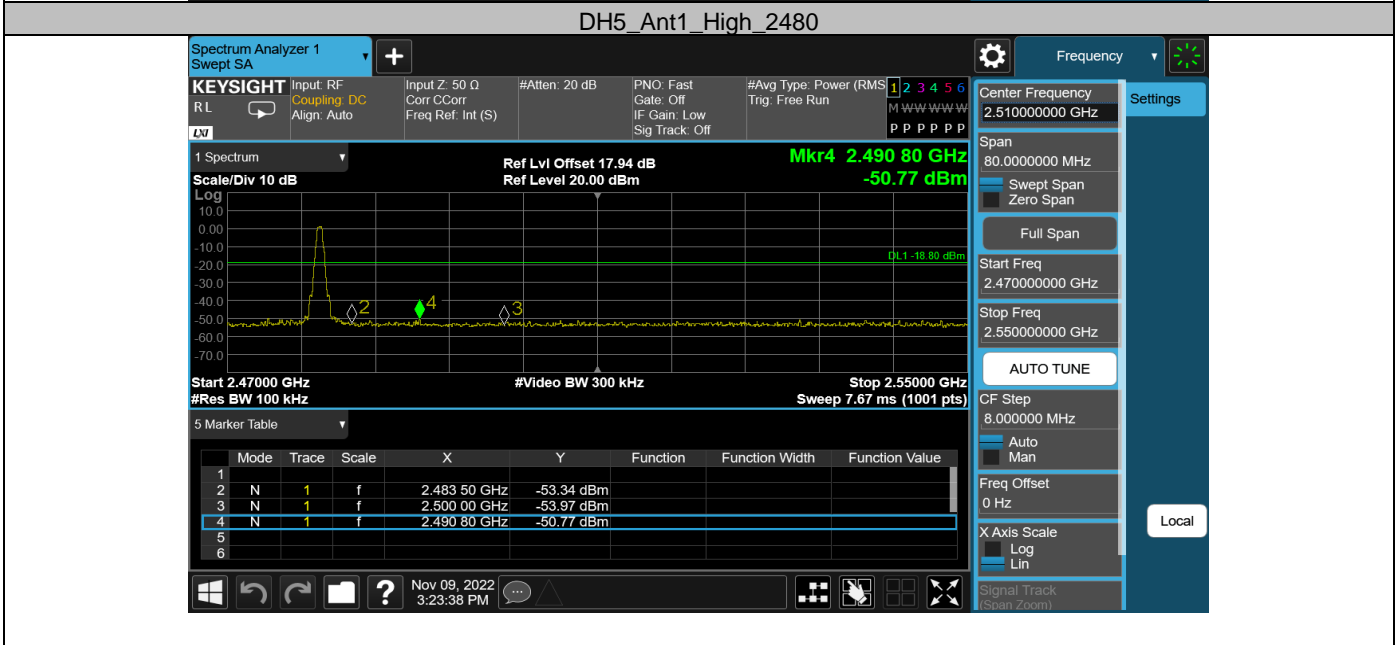 DH5_Ant1_High_2480
Spectrum Analyzer 1
Swept SA
+
Frequency
KEYSIGHT
RL
LXI
Input: RF
Coupling: DC
Align: Auto
Input Z: 50 Ω
Corr CCorr
Freq Ref: Int (S)
#Atten: 20 dB
PNO: Fast
Gate: Off
IF Gain: Low
Sig Track: Off
#Avg Type: Power (RMS
Trig: Free Run
1 2 3 4 5 6
M W W W W W
P P P P P P
1 Spectrum
Scale/Div 10 dB
Ref Lvl Offset 17.94 dB
Ref Level 20.00 dBm
Mkr4 2.490 80 GHz
-50.77 dBm
Log
10.0
0.00
-10.0
-20.0
-30.0
-40.0
-50.0
-60.0
-70.0
DL1 -18.80 dBm
2
4
3
Start 2.47000 GHz
#Res BW 100 kHz
#Video BW 300 kHz
Stop 2.55000 GHz
Sweep 7.67 ms (1001 pts)
5 Marker Table
Mode Trace Scale X Y Function Function Width Function Value
1
2 N 1 f 2.483 50 GHz -53.34 dBm
3 N 1 f 2.500 00 GHz -53.97 dBm
4 N 1 f 2.490 80 GHz -50.77 dBm
5
6
?
Nov 09, 2022
3:23:38 PM
Center Frequency
2.510000000 GHz
Settings
Span
80.0000000 MHz
Swept Span
Zero Span
Full Span
Start Freq
2.470000000 GHz
Stop Freq
2.550000000 GHz
AUTO TUNE
CF Step
8.000000 MHz
Auto
Man
Freq Offset
0 Hz
Local
X Axis Scale
Log
Lin
Signal Track
(Span Zoom)